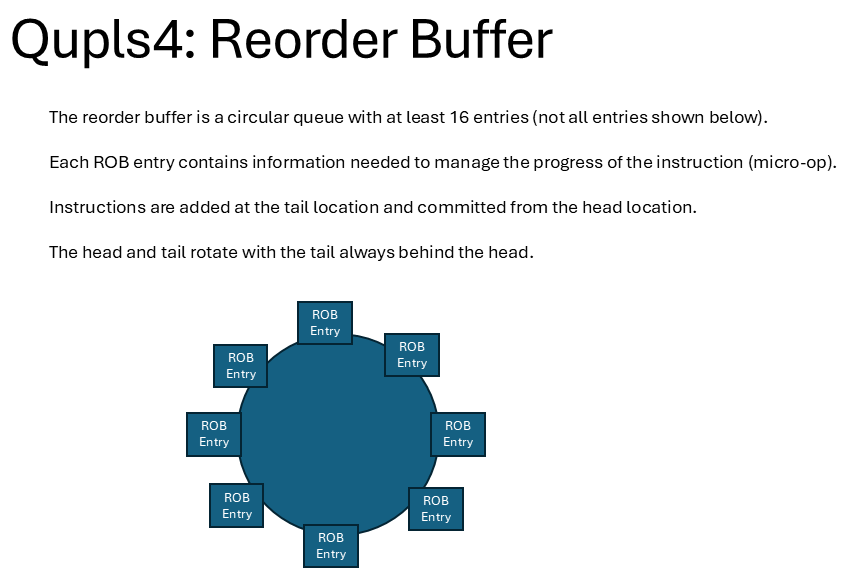 Qupls4: Reorder Buffer
The reorder buffer is a circular queue with at least 16 entries (not all entries shown below).
Each ROB entry contains information needed to manage the progress of the instruction (micro-op).
Instructions are added at the tail location and committed from the head location.
The head and tail rotate with the tail always behind the head.
ROB
Entry
ROB
Entry
ROB
Entry
ROB
Entry
ROB
Entry
ROB
Entry
ROB
Entry
ROB
Entry